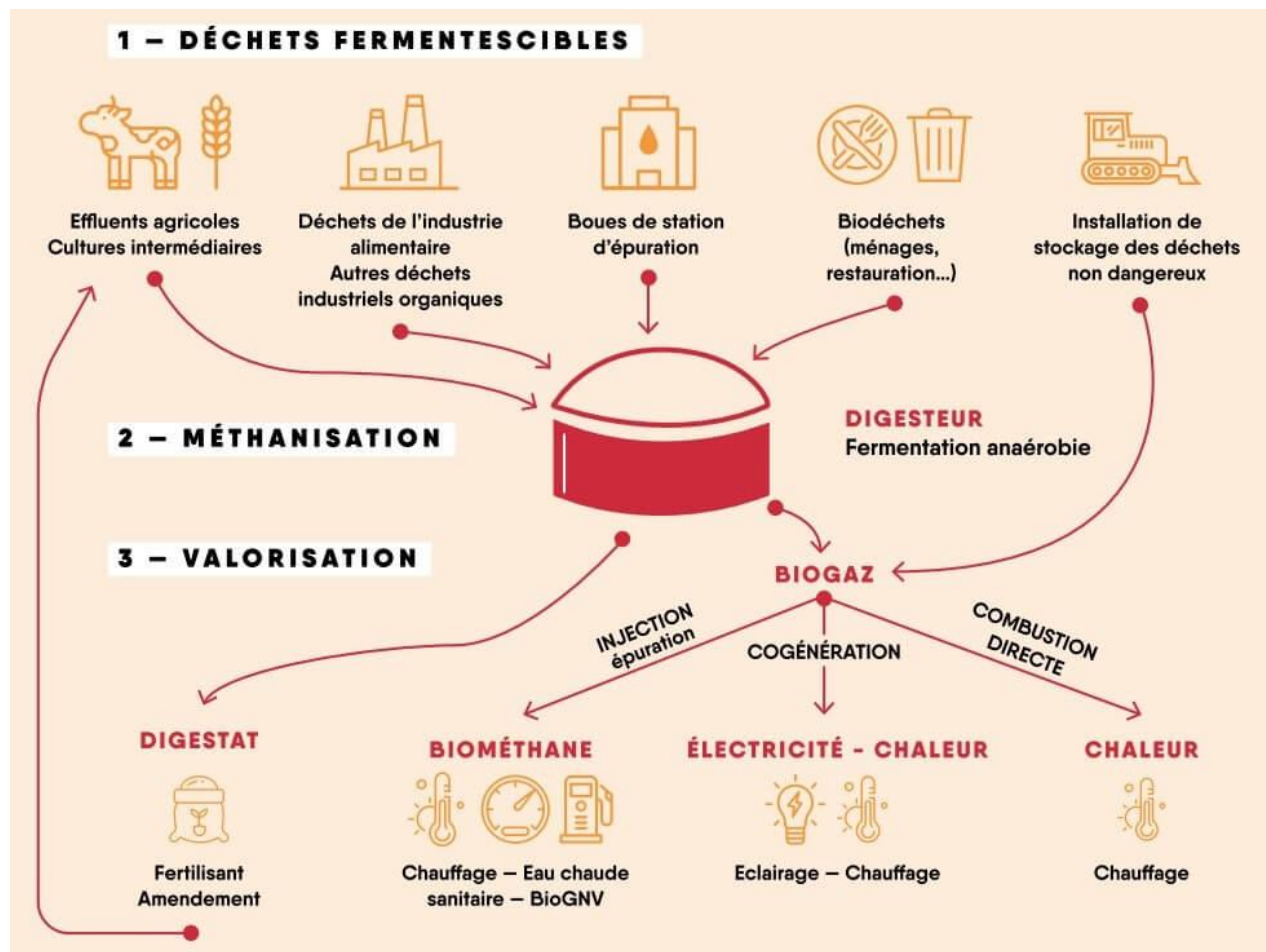 1 – DÉCHETS FERMENTESCIBLES
Effluents agricoles
Cultures intermédiaires
Déchets de l'industrie
alimentaire
Autres déchets
industriels organiques
Boues de station
d'épuration
Biodéchets
(ménages,
restauration...)
Installation de
stockage des déchets
non dangereux
2 – MÉTHANISATION
DIGESTEUR
Fermentation anaérobie
3 – VALORISATION
BIOGAZ
INJECTION
épuration
COGÉNÉRATION
COMBUSTION
DIRECTE
DIGESTAT
Fertilisant
Amendement
BIOMÉTHANE
Chauffage – Eau chaude
sanitaire – BioGNV
ÉLECTRICITÉ - CHALEUR
Eclairage – Chauffage
CHALEUR
Chauffage